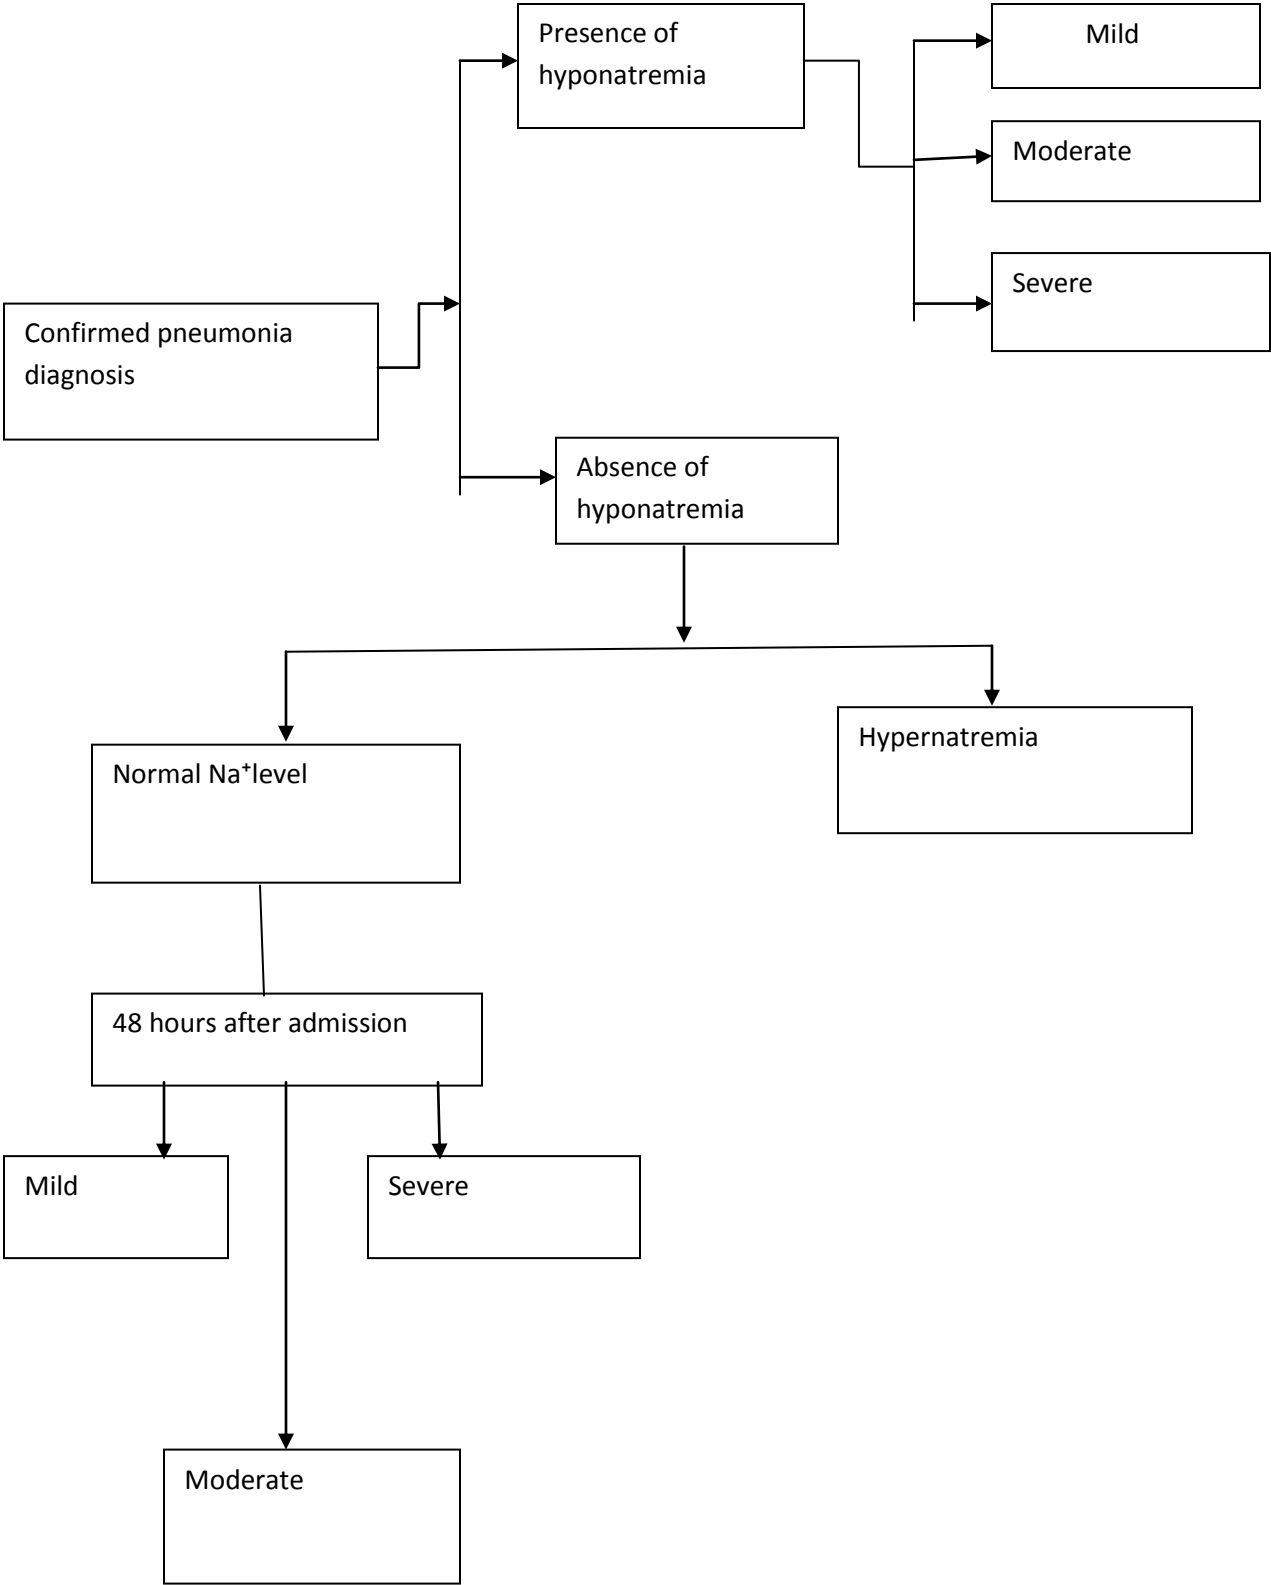 Presence of
hyponatremia
Mild
Moderate
Severe
Confirmed pneumonia
diagnosis
Absence of
hyponatremia
Normal Na⁺level
Hypernatremia
48 hours after admission
Mild
Severe
Moderate